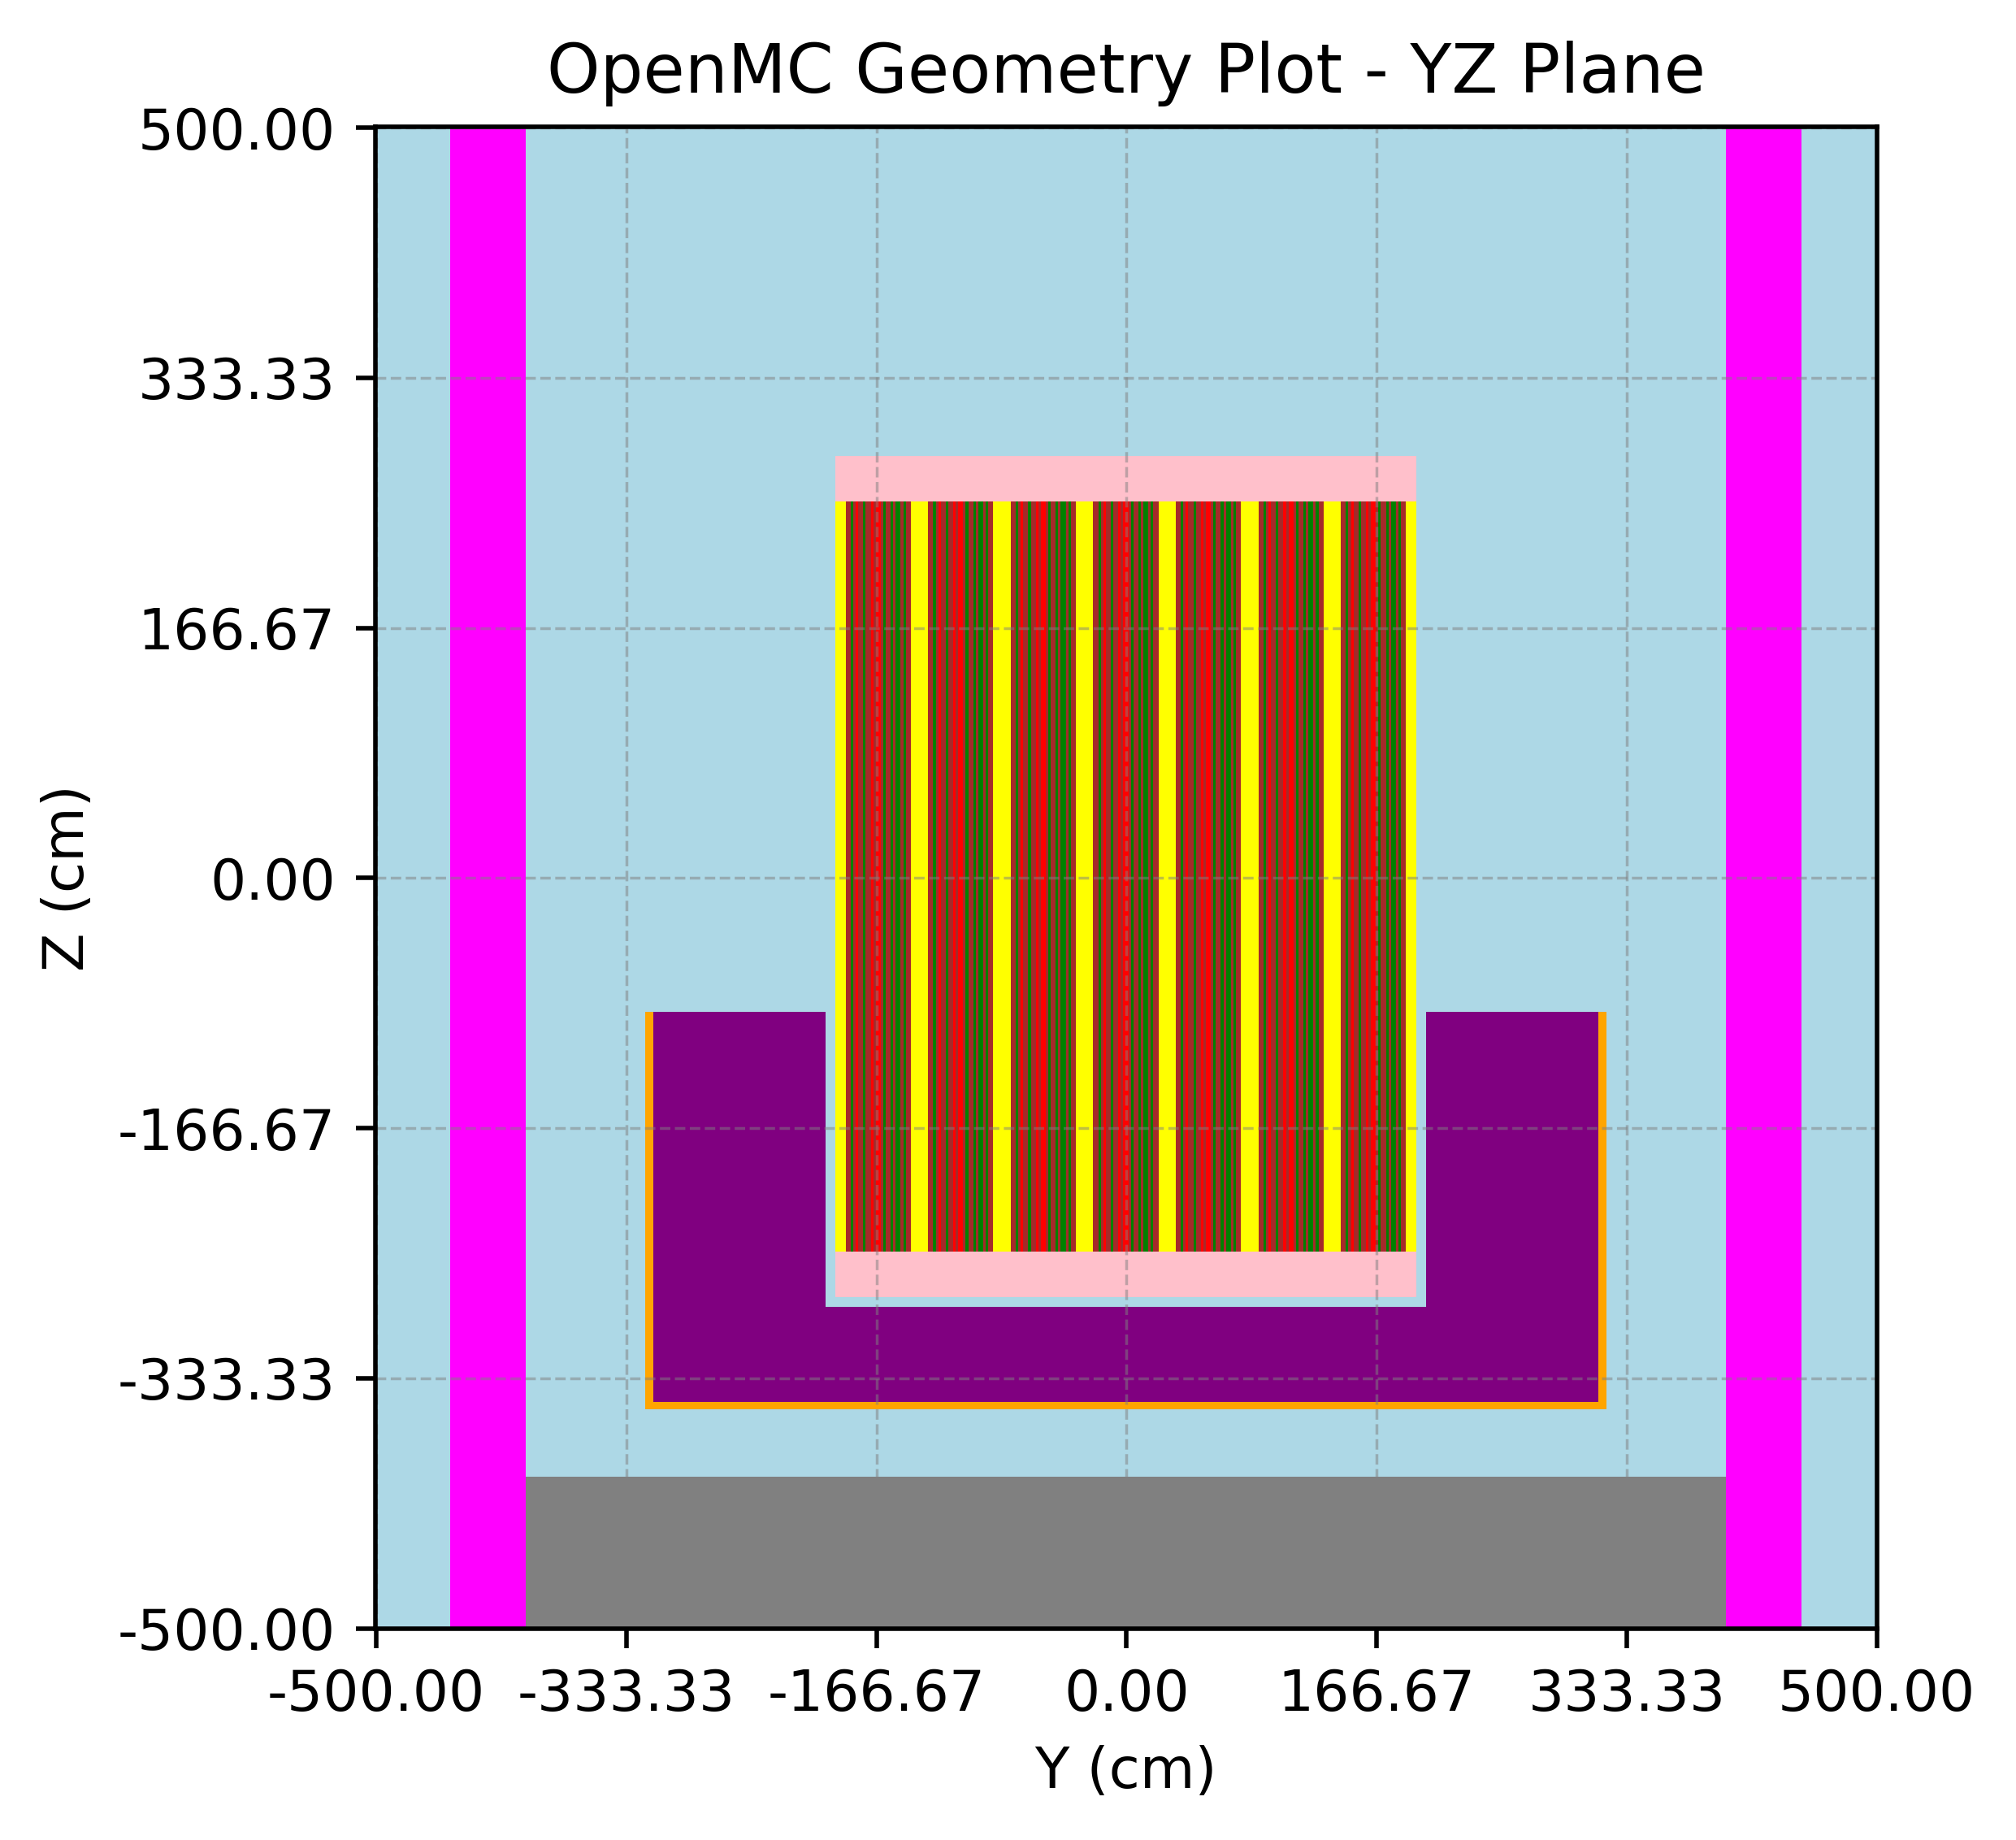 OpenMC Geometry Plot - YZ Plane
500.00
333.33
166.67
0.00
-166.67
-333.33
-500.00
Z (cm)
-500.00 -333.33 -166.67 0.00 166.67 333.33 500.00
Y (cm)